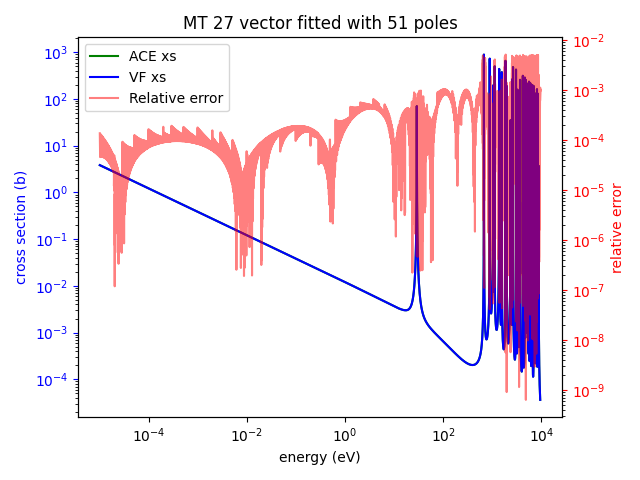 MT 27 vector fitted with 51 poles
ACE xs
VF xs
Relative error
10³
10²
10¹
10⁰
10⁻¹
10⁻²
10⁻³
10⁻⁴
cross section (b)
10⁻²
10⁻³
10⁻⁴
10⁻⁵
10⁻⁶
10⁻⁷
10⁻⁸
10⁻⁹
relative error
10⁻⁴ 10⁻² 10⁰ 10² 10⁴
energy (eV)